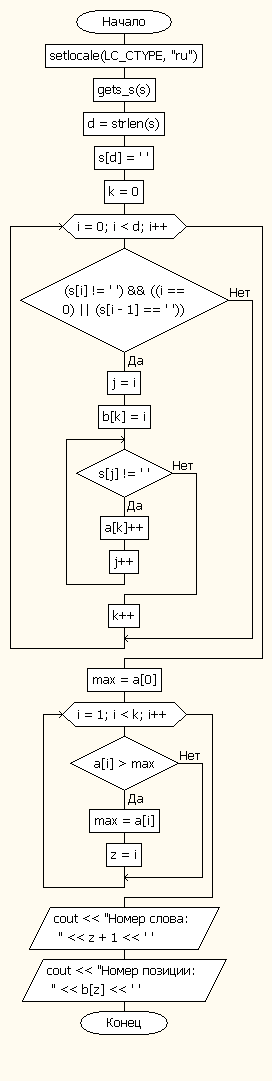 Начало
setlocale(LC_CTYPE, "ru")
gets_s(s)
d = strlen(s)
s[d] = ' '
k = 0
i = 0; i < d; i++
(s[i] != ' ') && ((i ==
0) || (s[i - 1] == ' '))
Нет
Да
j = i
b[k] = i
s[j] != ' '
Нет
Да
a[k]++
j++
k++
max = a[0]
i = 1; i < k; i++
a[i] > max
Нет
Да
max = a[i]
z = i
cout << "Номер слова:
" << z + 1 << ' '
cout << "Номер позиции:
" << b[z] << ' '
Конец